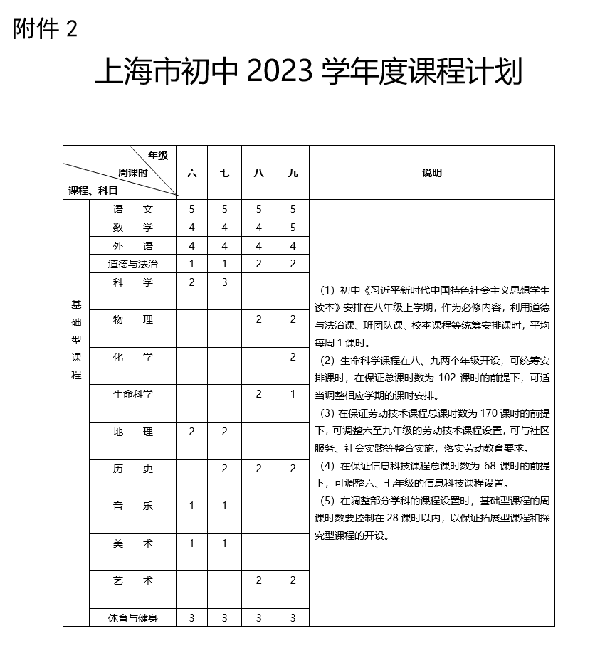 附件 2
上海市初中 2023 学年度课程计划
年级
周课时
课程、科目
六 七 八 九 说明
基础型课程
语 文 5 5 5 5
数 学 4 4 4 5
外 语 4 4 4 4
道德与法治 1 1 2 2
科 学 2 3
物 理 2 2
化 学 2
生命科学 2 1
地 理 2 2
历 史 2 2 2
音 乐 1 1
美 术 1 1
艺 术 2 2
体育与健身 3 3 3 3
（1）初中《习近平新时代中国特色社会主义思想学生
读本》安排在八年级上学期，作为必修内容，利用道德
与法治课、班团队课、校本课程等统筹安排课时，平均
每周 1 课时。
（2）生命科学课程在八、九两个年级开设，可统筹安
排课时，在保证总课时数为 102 课时的前提下，可适
当调整相应学期的课时安排。
（3）在保证劳动技术课程总课时数为 170 课时的前提
下，可调整六至九年级的劳动技术课程设置，可与社区
服务、社会实践等整合实施，落实劳动教育要求。
（4）在保证信息科技课程总课时数为 68 课时的前提
下，可调整六、七年级的信息科技课程设置。
（5）在调整部分学科的课程设置时，基础型课程的周
课时数要控制在 28 课时以内，以保证拓展型课程和探
究型课程的开设。